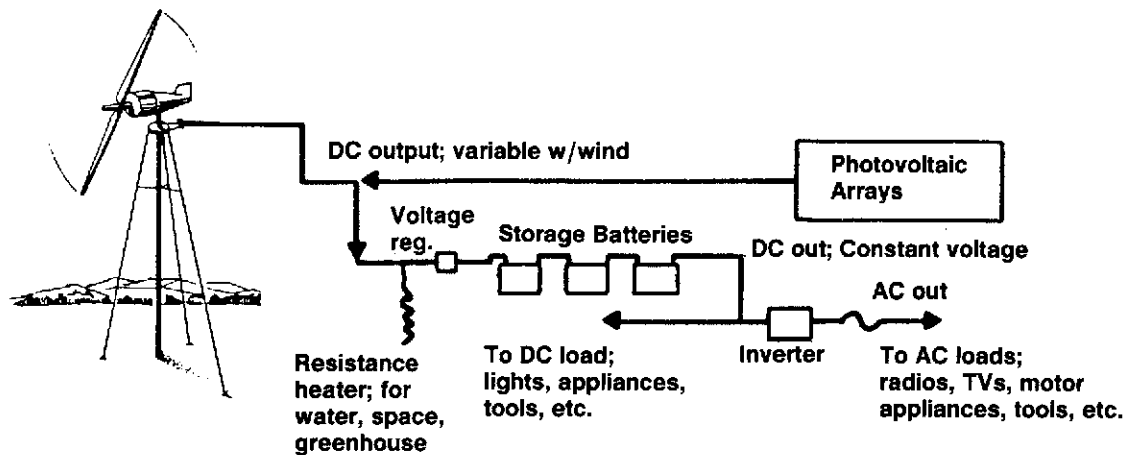 DC output; variable w/wind
Photovoltaic
Arrays
Voltage
reg.
Storage Batteries
DC out; Constant voltage
AC out
Resistance
heater; for
water, space,
greenhouse
To DC load;
lights, appliances,
tools, etc.
Inverter
To AC loads;
radios, TVs, motor
appliances, tools, etc.